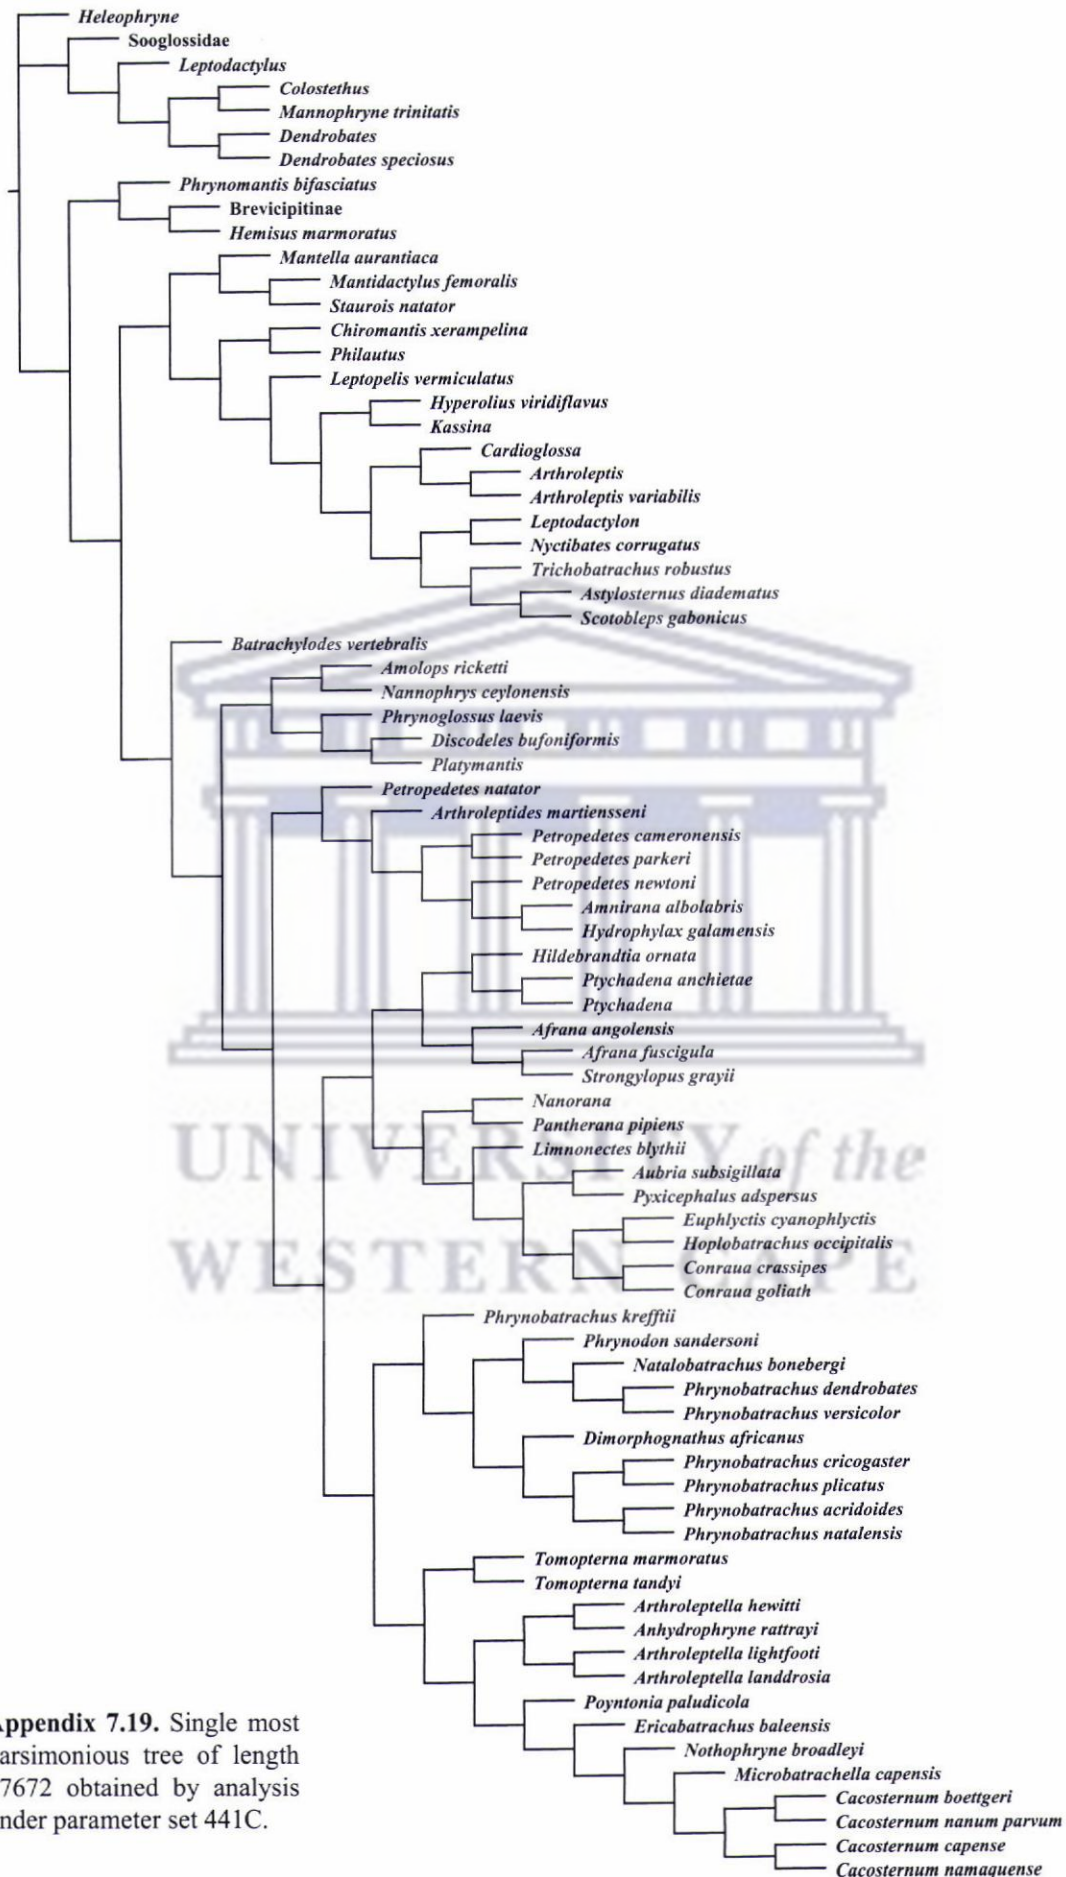 Heleophryne
Sooglossidae
Leptodactylus
Colostethus
Mannophryne trinitatis
Dendrobates
Dendrobates speciosus
Phrynomantis bifasciatus
Brevicipitinae
Hemisus marmoratus
Mantella aurantiaca
Mantidactylus femoralis
Staurois natator
Chiromantis xerampelina
Philautus
Leptopelis vermiculatus
Hyperolius viridiflavus
Kassina
Cardioglossa
Arthroleptis
Arthroleptis variabilis
Leptodactylon
Nyctibates corrugatus
Trichobatrachus robustus
Astylosternus diadematus
Scotobleps gabonicus
Batrachylodes vertebralis
Amolops ricketti
Nannophrys ceylonensis
Phrynoglossus laevis
Discodeles bufoniformis
Platymantis
Petropedetes natator
Arthroleptides martiensseni
Petropedetes cameronensis
Petropedetes parkeri
Petropedetes newtoni
Amnirana albolabris
Hydrophylax galamensis
Hildebrandtia ornata
Ptychadena anchietae
Ptychadena
Afrana angolensis
Afrana fuscigula
Strongylopus grayii
Nanorana
Pantherana pipiens
Limnonectes blythii
UNIVERSITY of the
Aubria subsigillata
Pyxicephalus adspersus
Euphlyctis cyanophlyctis
Hoplobatrachus occipitalis
WESTERN CAPE
Conraua crassipes
Conraua goliath
Phrynobatrachus krefftii
Phrynodon sandersoni
Natalobatrachus bonebergi
Phrynobatrachus dendrobates
Phrynobatrachus versicolor
Dimorphognathus africanus
Phrynobatrachus cricogaster
Phrynobatrachus plicatus
Phrynobatrachus acridoides
Phrynobatrachus natalensis
Tomopterna marmoratus
Tomopterna tandyi
Arthroleptella hewitti
Anhydrophryne rattrayi
Arthroleptella lightfooti
Arthroleptella landdrosia
Poyntonia paludicola
Ericabatrachus baleensis
Nothophryne broadleyi
Microbatrachella capensis
Cacosternum boettgeri
Cacosternum nanum parvum
Cacosternum capense
Cacosternum namaquense
ppendix 7.19. Single most
arsimonious tree of length
7672 obtained by analysis
nder parameter set 441C.